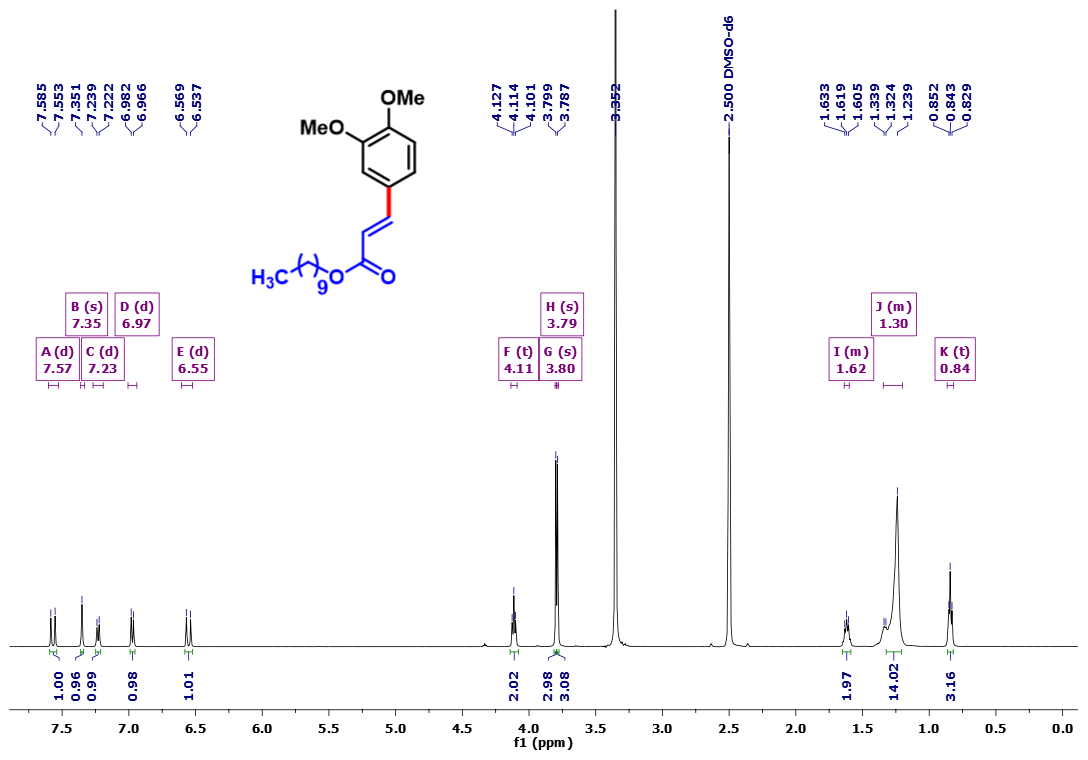 7.585
7.553
7.351
7.239
7.222
6.982
6.966
6.569
6.537
4.127
4.114
4.101
3.799
3.787
3.352
2.500 DMSO-d6
1.633
1.619
1.605
1.339
1.324
1.239
0.852
0.843
0.829
OMe
MeO
H3C
9
O
O
B (s)
7.35
D (d)
6.97
H (s)
3.79
J (m)
1.30
A (d)
7.57
C (d)
7.23
E (d)
6.55
F (t)
4.11
G (s)
3.80
I (m)
1.62
K (t)
0.84
1.00
0.96
0.99
0.98
1.01
2.02
2.98
3.08
1.97
14.02
3.16
7.5 7.0 6.5 6.0 5.5 5.0 4.5 4.0 3.5 3.0 2.5 2.0 1.5 1.0 0.5 0.0
f1 (ppm)